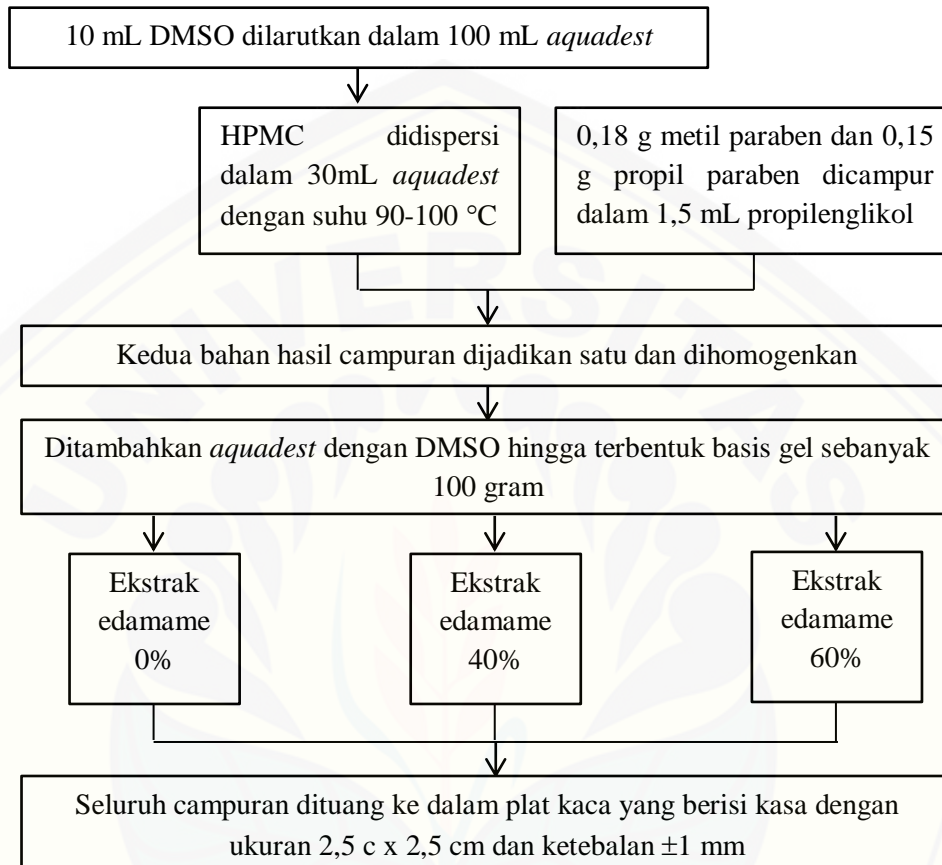 10 mL DMSO dilarutkan dalam 100 mL aquadest
HPMC didispersi
dalam 30mL aquadest
dengan suhu 90-100 °C
0,18 g metil paraben dan 0,15
g propil paraben dicampur
dalam 1,5 mL propilenglikol
Kedua bahan hasil campuran dijadikan satu dan dihomogenkan
Ditambahkan aquadest dengan DMSO hingga terbentuk basis gel sebanyak
100 gram
Ekstrak
edamame
0%
Ekstrak
edamame
40%
Ekstrak
edamame
60%
Seluruh campuran dituang ke dalam plat kaca yang berisi kasa dengan
ukuran 2,5 c x 2,5 cm dan ketebalan ±1 mm
UNIVERSITAS